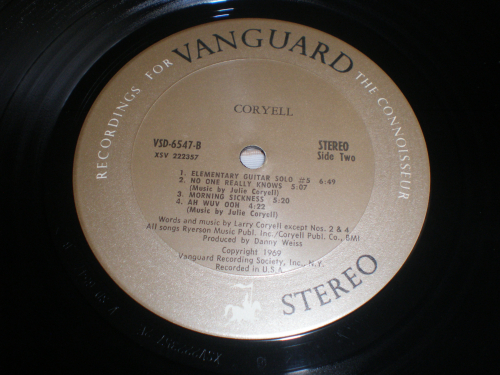 RECORDINGS FOR VANGUARD THE CONNOISSEUR
CORYELL
VSD-6547-B STEREO
XSV 222357 Side Two
1. ELEMENTARY GUITAR SOLO #5 6:49
2. NO ONE REALLY KNOWS 5:07
(Music by Julie Coryell)
3. MORNING SICKNESS 5:20
4. AH WUV OOH 4:22
(Music by Julie Coryell)
Words and music by Larry Coryell except Nos. 2 & 4
All songs Ryerson Music Publ. Inc./Coryell Publ. Co., BMI
Produced by Danny Weiss
Copyright 1969
Vanguard Recording Society, Inc., N.Y.
Recorded in U.S.A.
STEREO